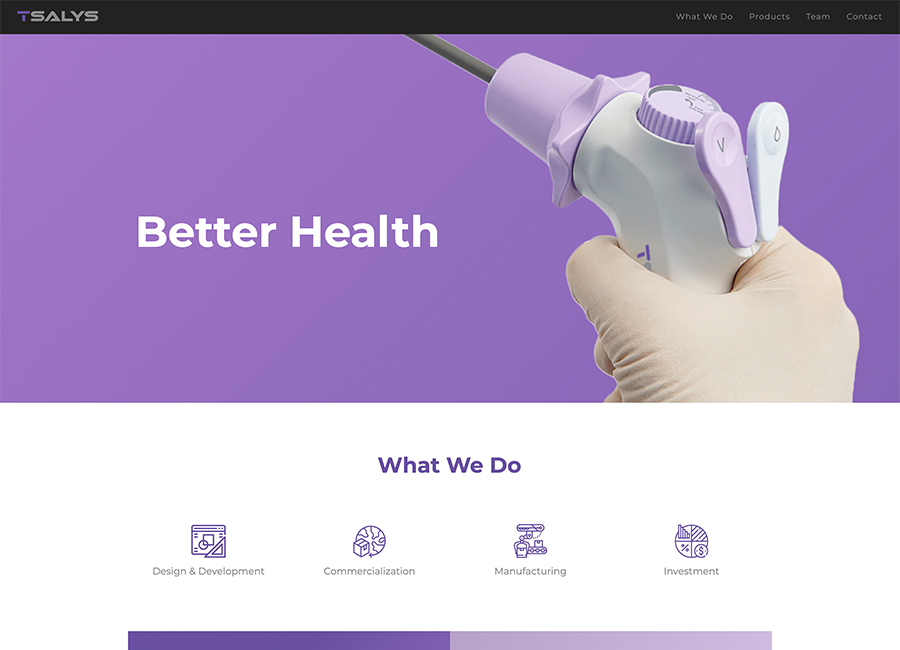 TSALYS
What We Do
Products
Team
Contact
V
Better Health
What We Do
Design & Development
Commercialization
Manufacturing
Investment